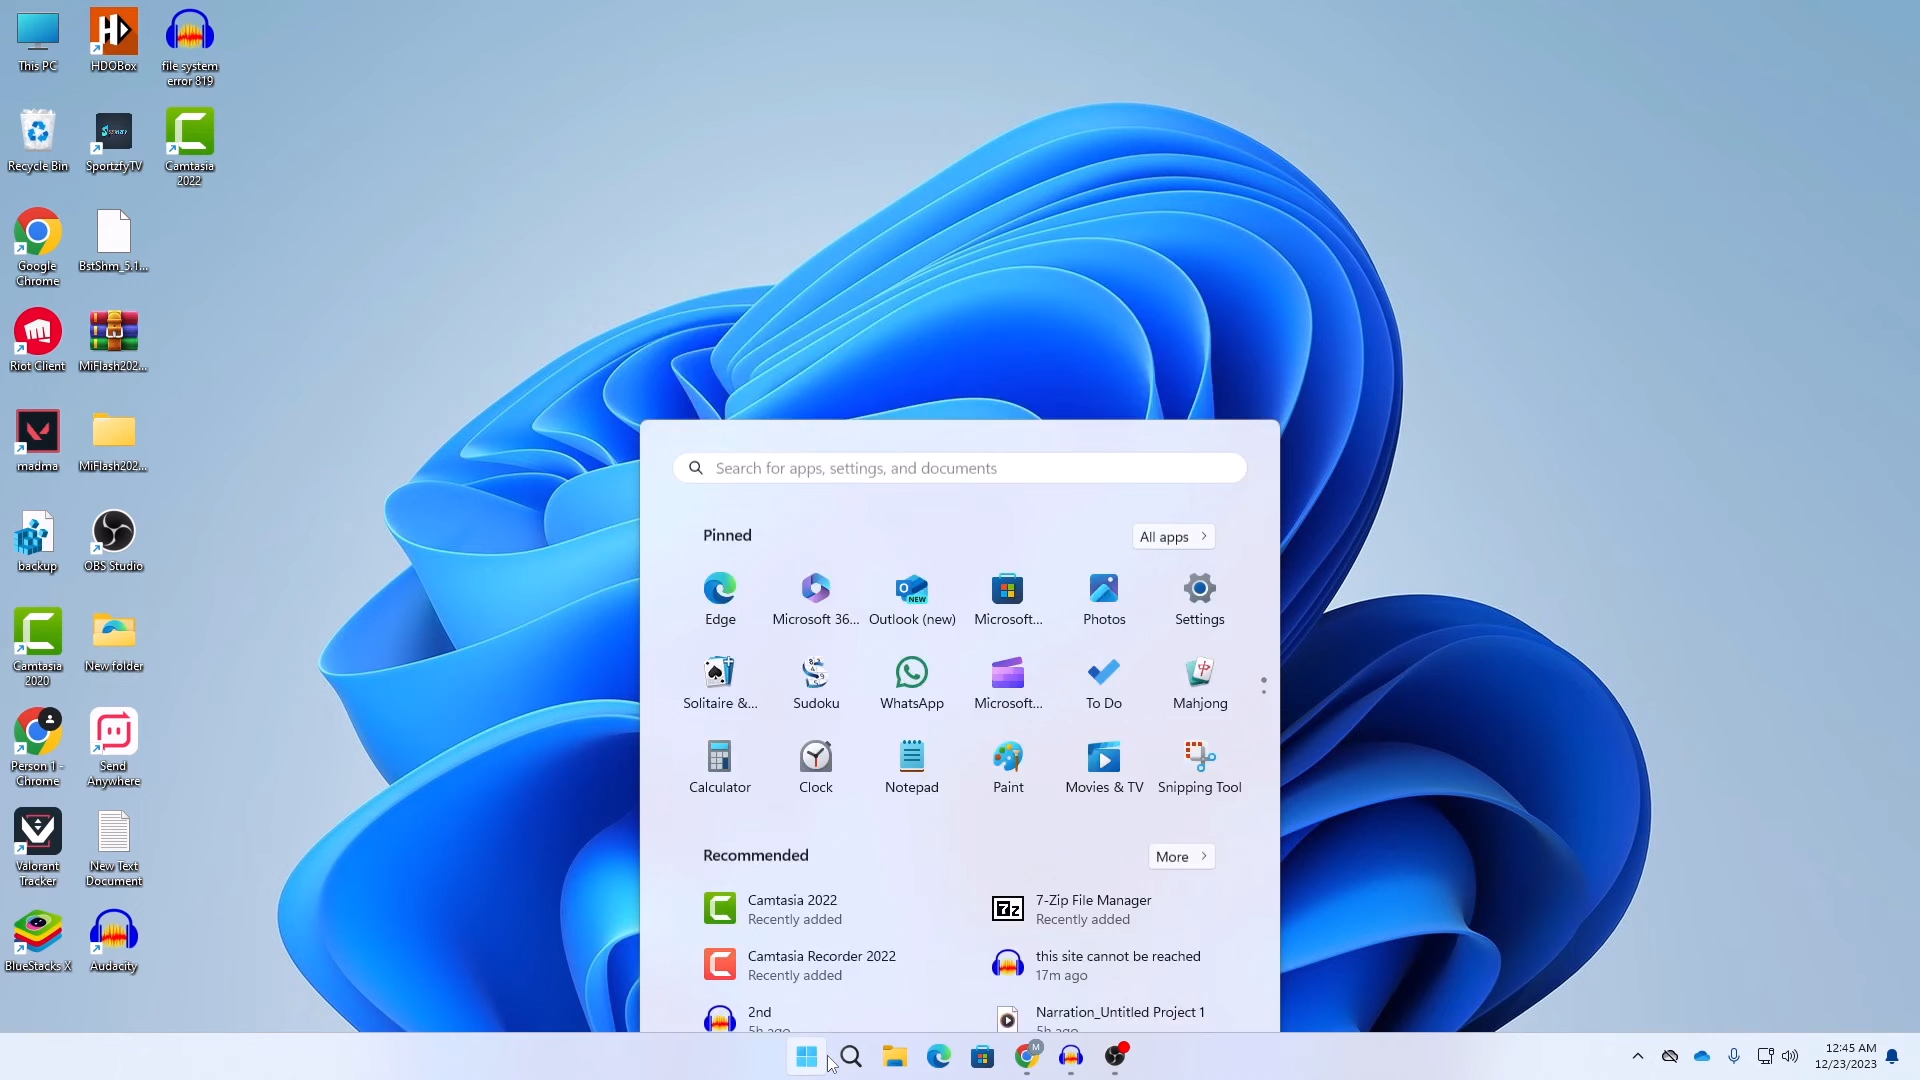 This PC
HDOBox
file system
error 819
Recycle Bin
SportzfyTV
Camtasia
2022
Google
Chrome
BstShm_5.1...
Riot Client
MiFlash202...
madma
MiFlash202...
backup
OBS Studio
Camtasia
2020
New folder
Person 1 -
Chrome
Send
Anywhere
Valorant
Tracker
New Text
Document
BlueStacks X
Audacity
Search for apps, settings, and documents
Pinned
All apps
Edge
Microsoft 36...
Outlook (new)
Microsoft...
Photos
Settings
Solitaire &...
Sudoku
WhatsApp
Microsoft...
To Do
Mahjong
Calculator
Clock
Notepad
Paint
Movies & TV
Snipping Tool
Recommended
More
Camtasia 2022
Recently added
7-Zip File Manager
Recently added
Camtasia Recorder 2022
Recently added
this site cannot be reached
17m ago
2nd
5h ago
Narration_Untitled Project 1
5h ago
12:45 AM
12/23/2023